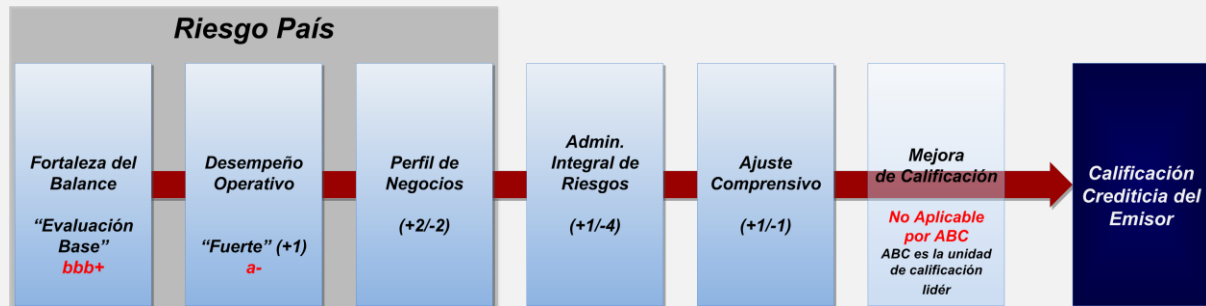 Riesgo País
Fortaleza del
Balance
“Evaluación
Base”
bbb+
Desempeño
Operativo
“Fuerte” (+1)
a-
Perfil de
Negocios
(+2/-2)
Admin.
Integral de
Riesgos
(+1/-4)
Ajuste
Comprensivo
(+1/-1)
Mejora
de Calificación
No Aplicable
por ABC
ABC es la unidad
de calificación
lidér
Calificación
Crediticia del
Emisor